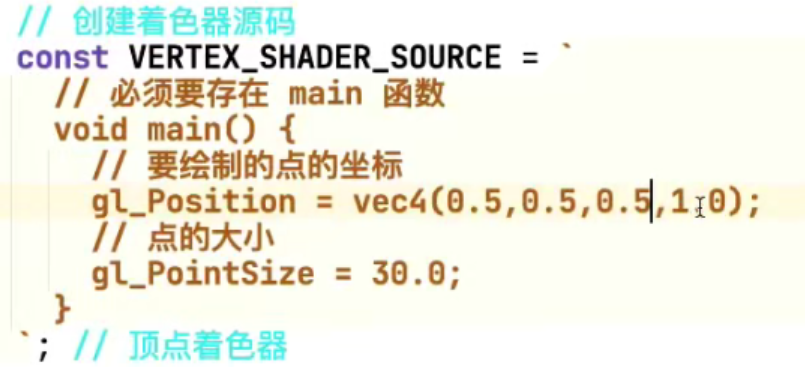 // 创建着色器源码
const VERTEX_SHADER_SOURCE = `
// 必须要存在 main 函数
void main() {
// 要绘制的点的坐标
gl_Position = vec4(0.5,0.5,0.5,1.0);
// 点的大小
gl_PointSize = 30.0;
}
`; // 顶点着色器